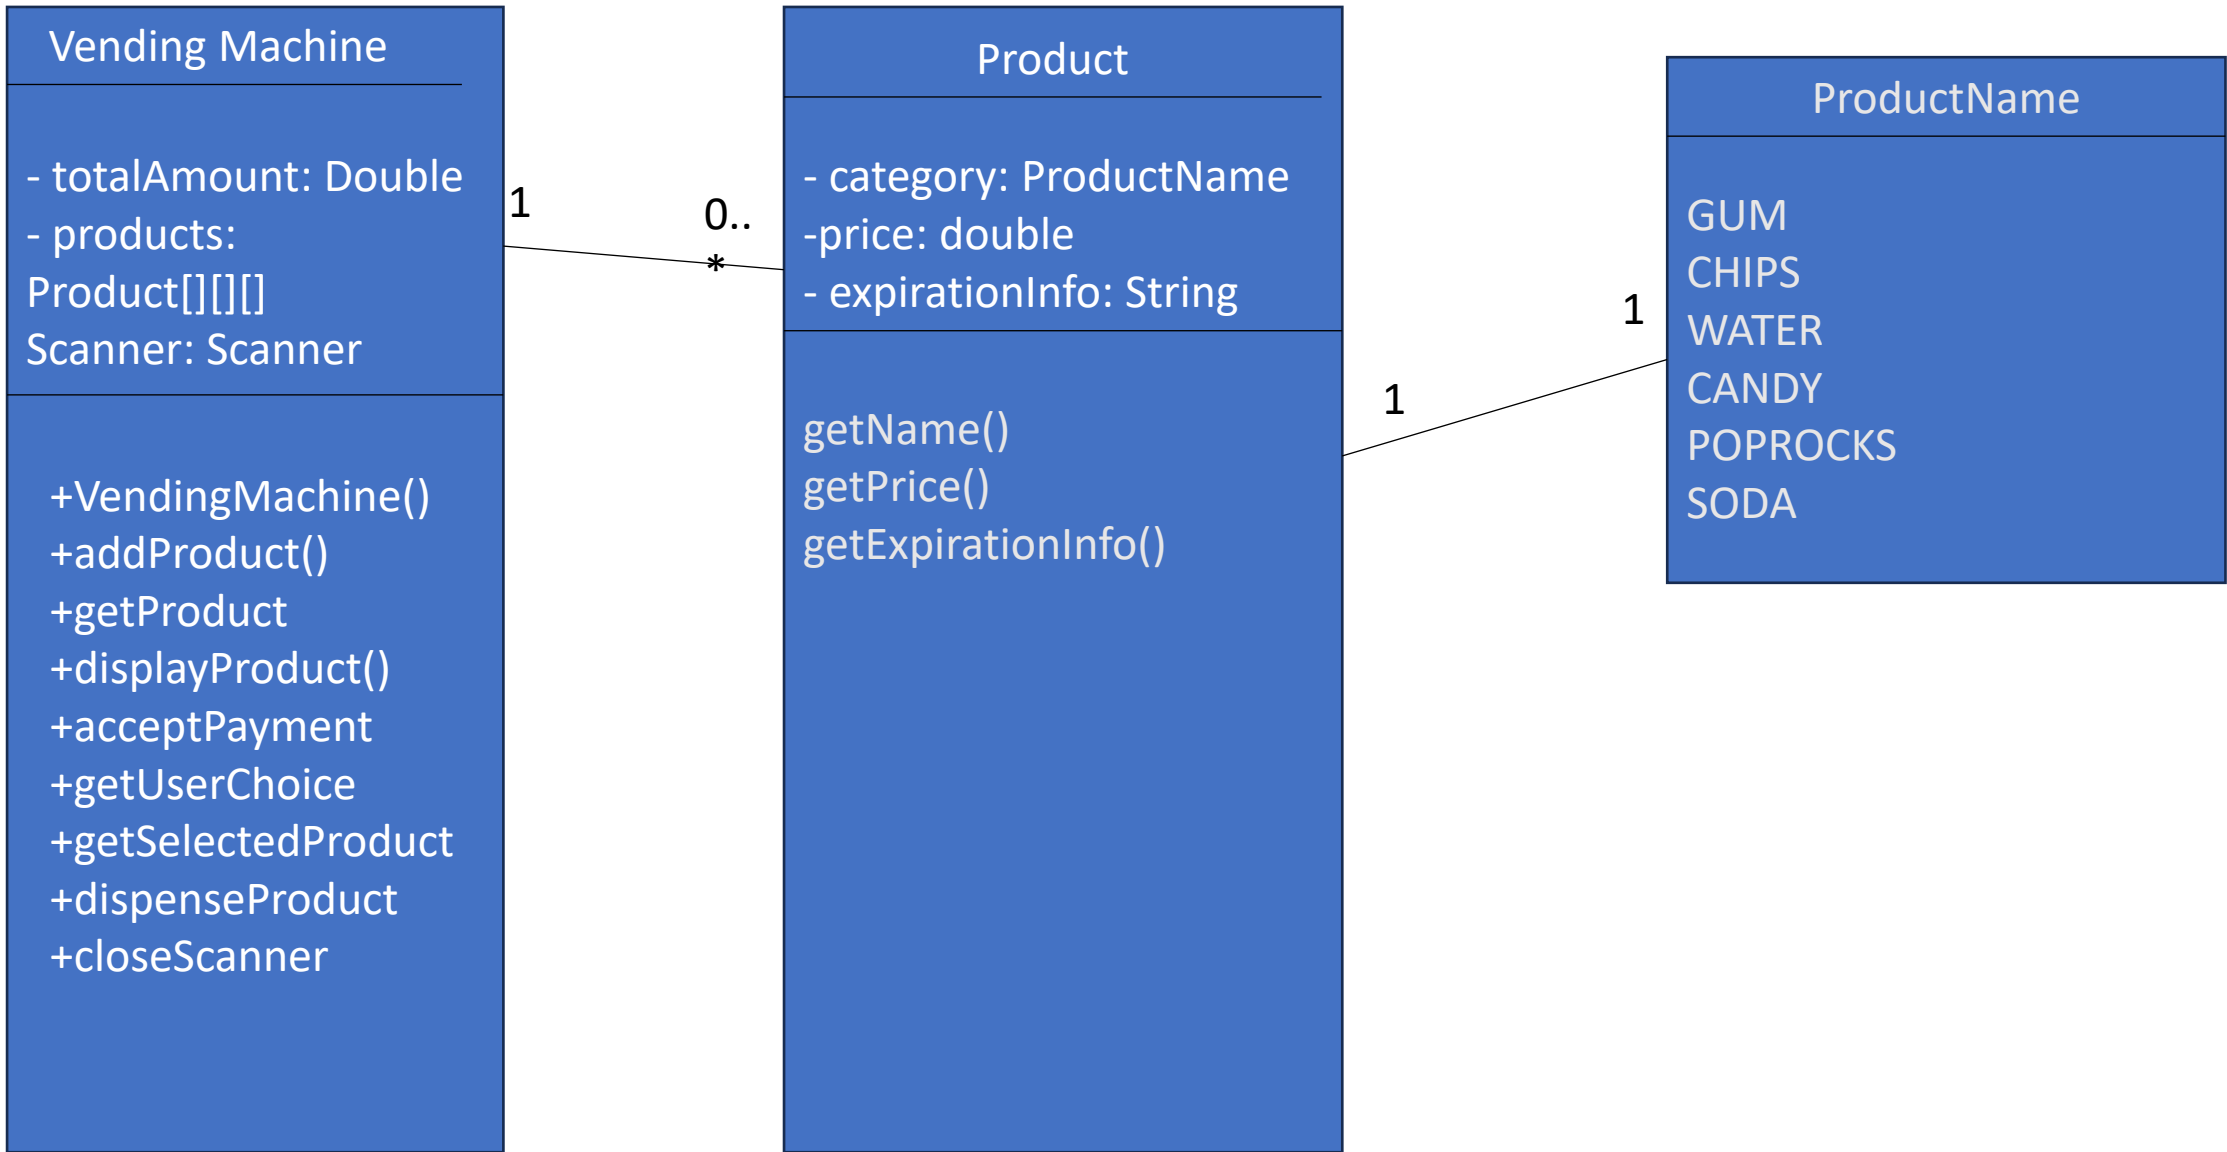 Vending Machine
- totalAmount: Double
- products:
Product[][][]
Scanner: Scanner
+VendingMachine()
+addProduct()
+getProduct
+displayProduct()
+acceptPayment
+getUserChoice
+getSelectedProduct
+dispenseProduct
+closeScanner
1
0..
*
Product
- category: ProductName
-price: double
- expirationInfo: String
getName()
getPrice()
getExpirationInfo()
1
1
ProductName
GUM
CHIPS
WATER
CANDY
POPROCKS
SODA